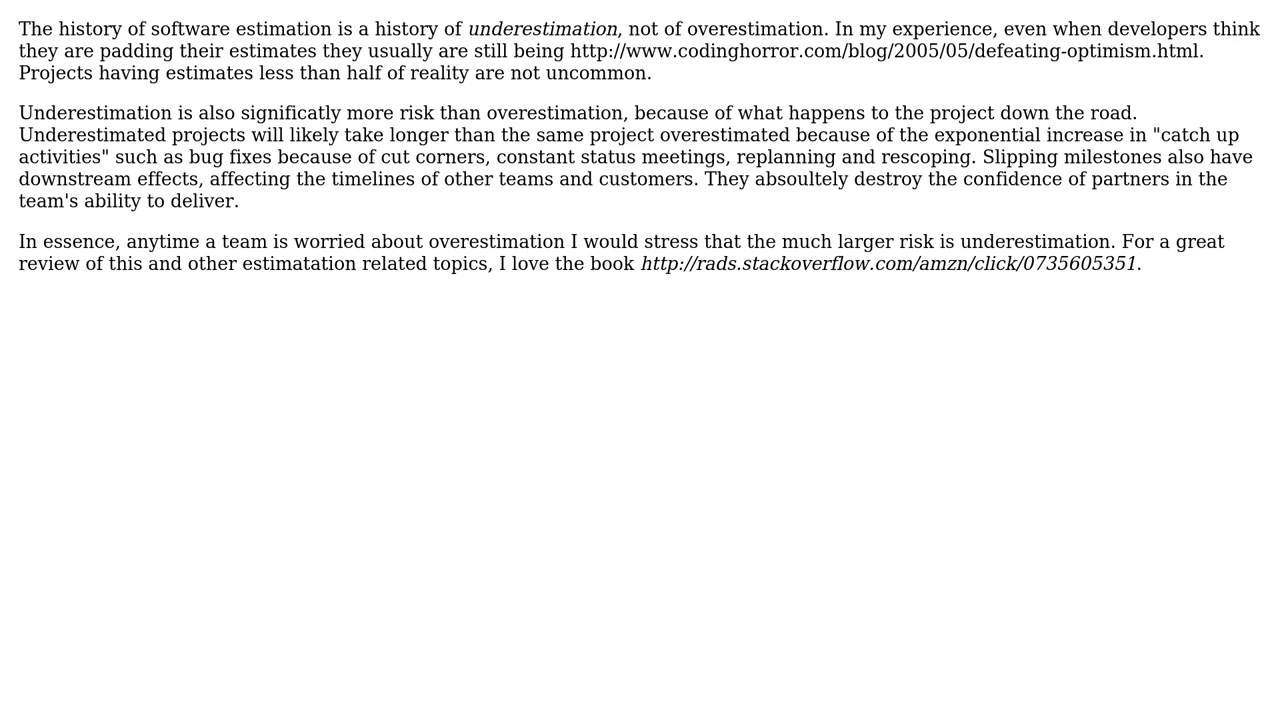 The history of software estimation is a history of underestimation, not of overestimation. In my experience, even when developers think
they are padding their estimates they usually are still being http://www.codinghorror.com/blog/2005/05/defeating-optimism.html.
Projects having estimates less than half of reality are not uncommon.
Underestimation is also significatly more risk than overestimation, because of what happens to the project down the road.
Underestimated projects will likely take longer than the same project overestimated because of the exponential increase in "catch up
activities" such as bug fixes because of cut corners, constant status meetings, replanning and rescoping. Slipping milestones also have
downstream effects, affecting the timelines of other teams and customers. They absoultely destroy the confidence of partners in the
team's ability to deliver.
In essence, anytime a team is worried about overestimation I would stress that the much larger risk is underestimation. For a great
review of this and other estimatation related topics, I love the book http://rads.stackoverflow.com/amzn/click/0735605351.